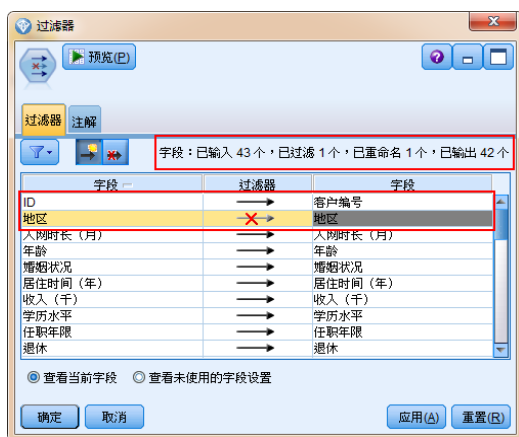 过滤器
预览(P)
过滤器 注解
字段：已输入 43 个，已过滤 1 个，已重命名 1 个，已输出 42 个
字段 过滤器 字段
ID 客户编号
地区 地区
入网时长（月） 入网时长（月）
年龄 年龄
婚姻状况 婚姻状况
居住时间（年） 居住时间（年）
收入（千） 收入（千）
学历水平 学历水平
任职年限 任职年限
退休 退休
查看当前字段 查看未使用的字段设置
确定 取消 应用(A) 重置(R)